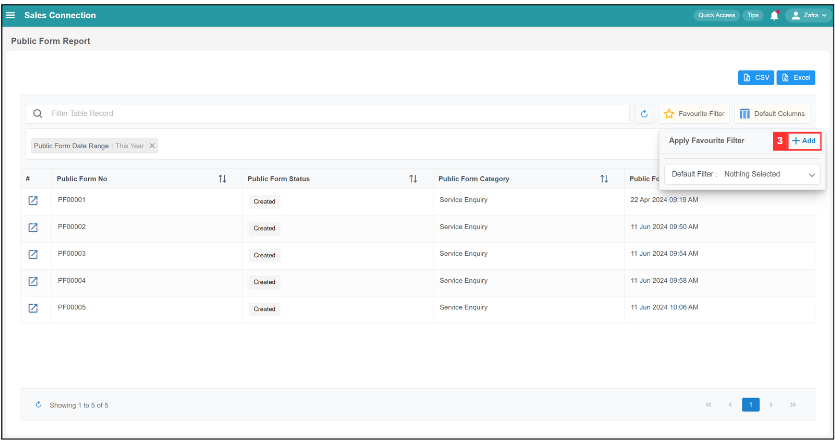 Sales Connection
Quick Access
Tips
Zafra
Public Form Report
CSV
Excel
Filter Table Record
Favourite Filter
Default Columns
Public Form Date Range : This Year
Apply Favourite Filter
3
Add
Default Filter : Nothing Selected
# Public Form No Public Form Status Public Form Category Public Fo
PF00001 Created Service Enquiry 22 Apr 2024 09:19 AM
PF00002 Created Service Enquiry 11 Jun 2024 09:50 AM
PF00003 Created Service Enquiry 11 Jun 2024 09:54 AM
PF00004 Created Service Enquiry 11 Jun 2024 09:58 AM
PF00005 Created Service Enquiry 11 Jun 2024 10:06 AM
Showing 1 to 5 of 5
1